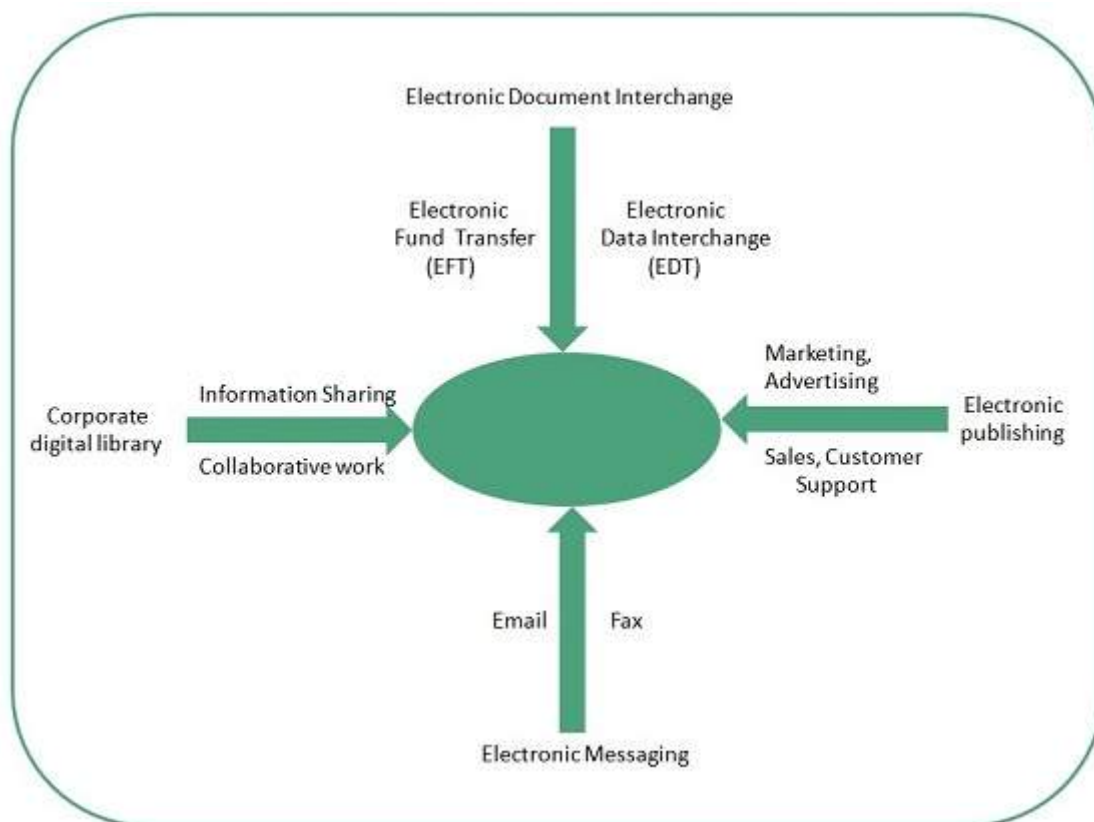 Electronic Document Interchange
Electronic
Fund Transfer
(EFT)
Electronic
Data Interchange
(EDT)
Marketing,
Advertising
Information Sharing
Corporate
digital library
Electronic
publishing
Collaborative work
Sales, Customer
Support
Email
Fax
Electronic Messaging